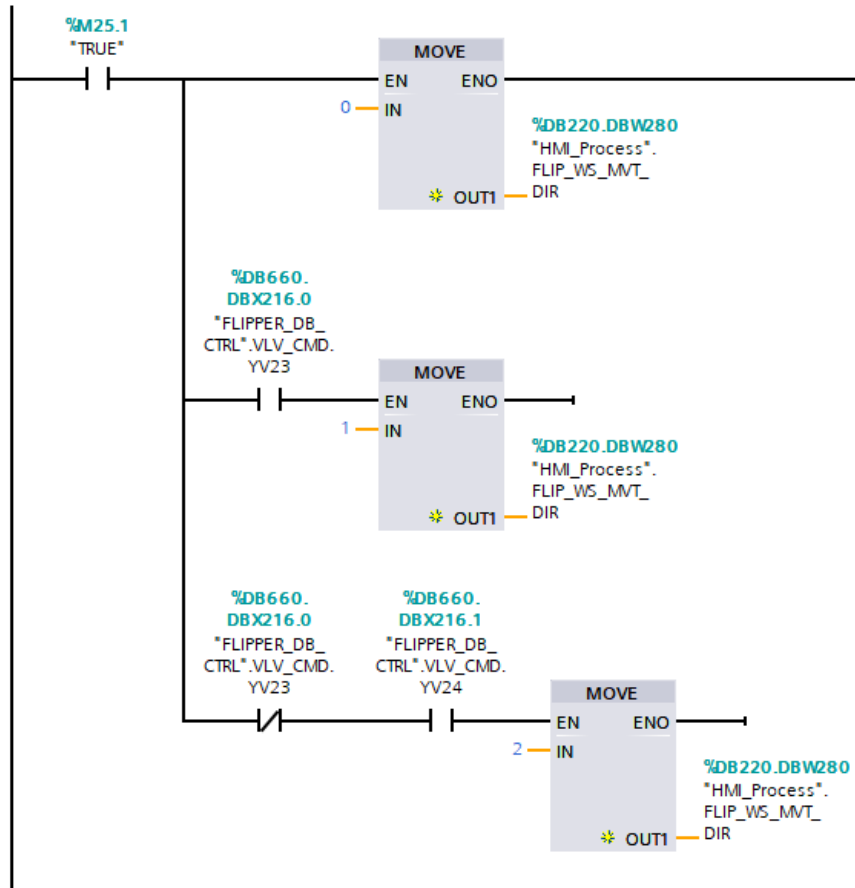 %M25.1
"TRUE"
MOVE
EN ENO
0 IN
%DB220.DBW280
"HMI_Process".
FLIP_WS_MVT_
OUT1 DIR
%DB660.
DBX216.0
"FLIPPER_DB_
CTRL".VLV_CMD.
YV23
MOVE
EN ENO
1 IN
%DB220.DBW280
"HMI_Process".
FLIP_WS_MVT_
OUT1 DIR
%DB660.
DBX216.0
"FLIPPER_DB_
CTRL".VLV_CMD.
YV23
%DB660.
DBX216.1
"FLIPPER_DB_
CTRL".VLV_CMD.
YV24
MOVE
EN ENO
2 IN
%DB220.DBW280
"HMI_Process".
FLIP_WS_MVT_
OUT1 DIR